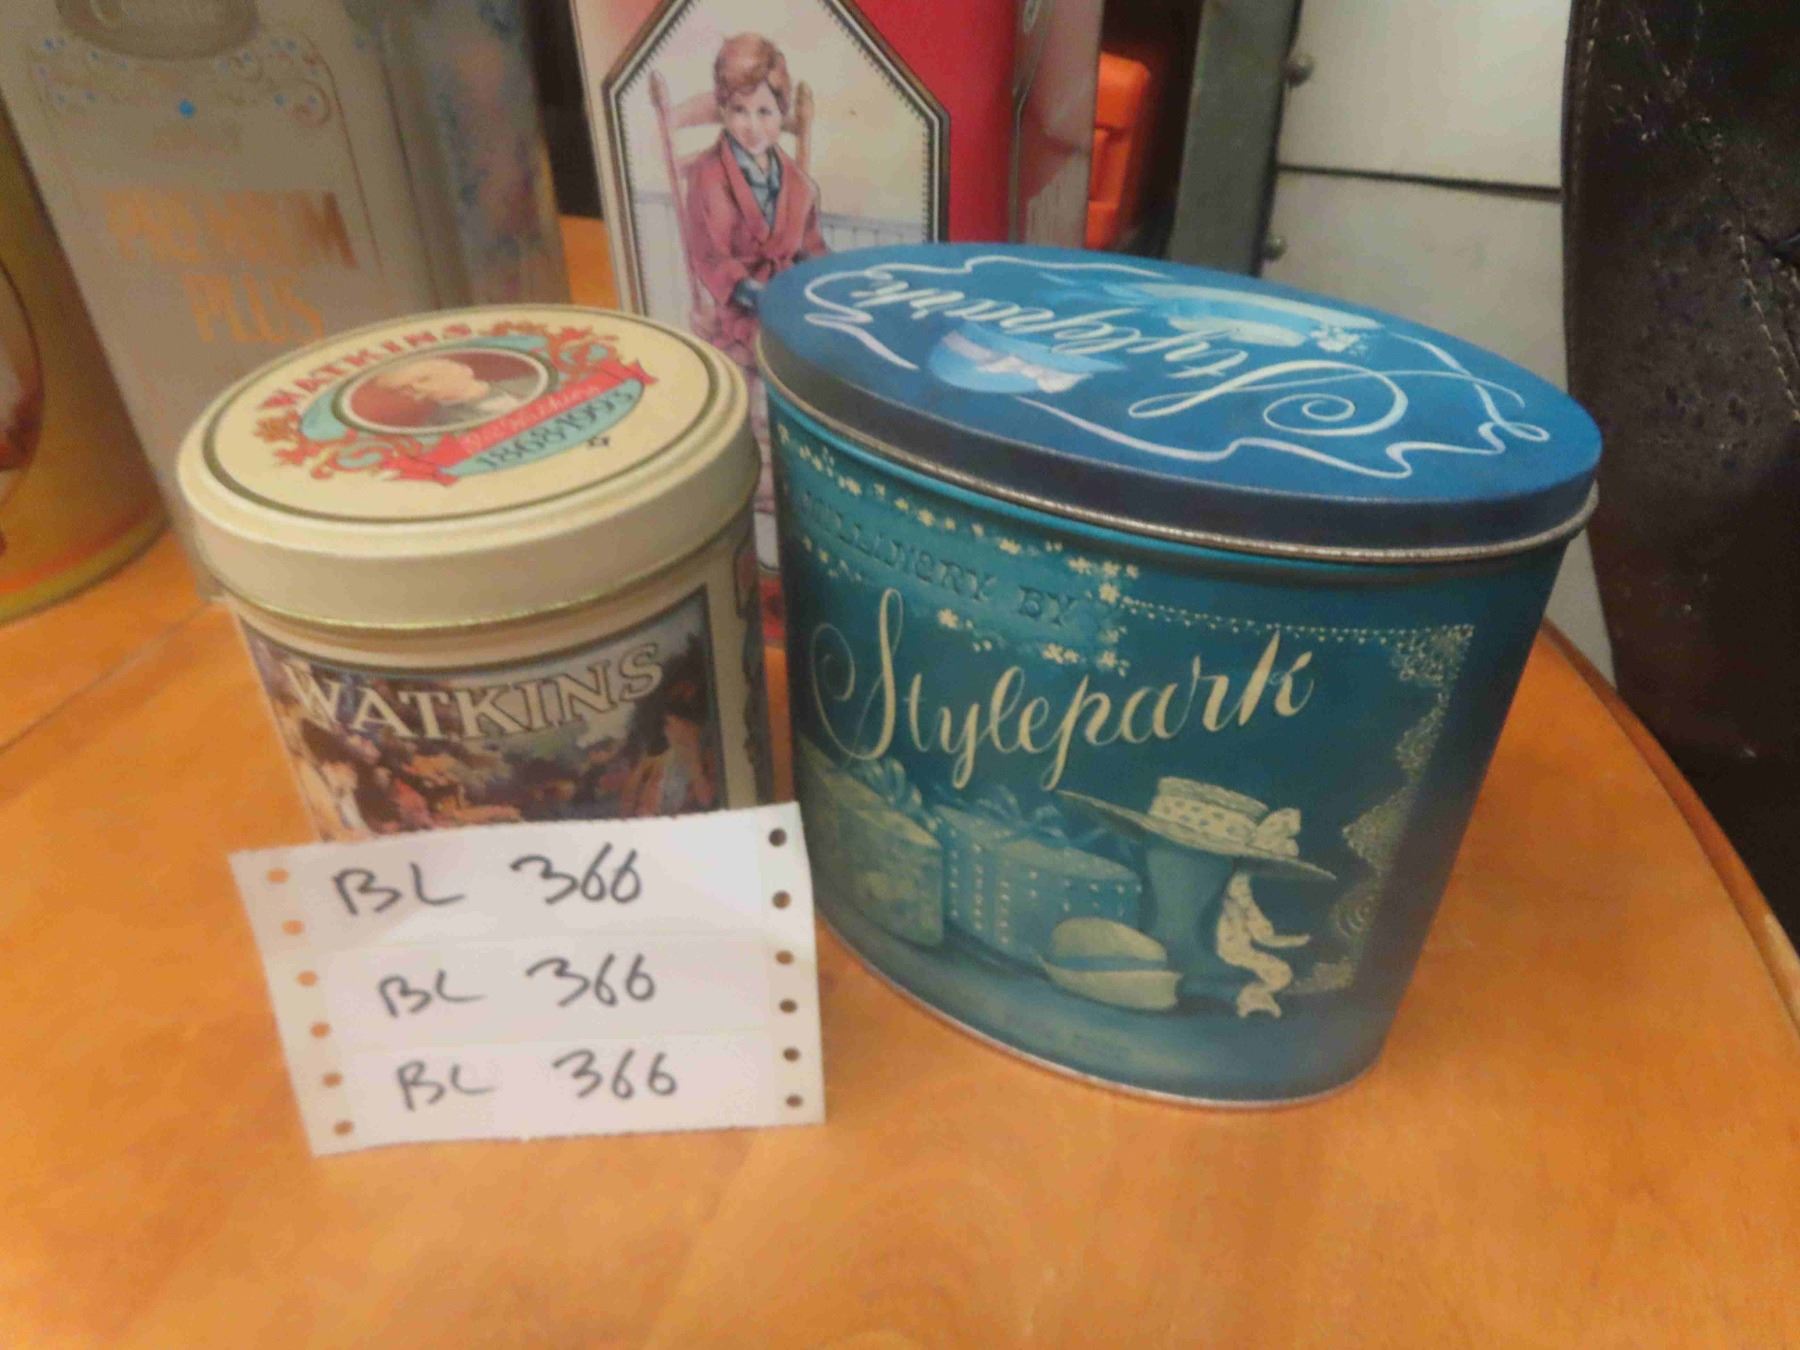 PREMIUM
PLUS
WATKINS
1868-1993
WATKINS
Stylepark
MILLINERY BY
Stylepark
BL 366
BL 366
BL 366